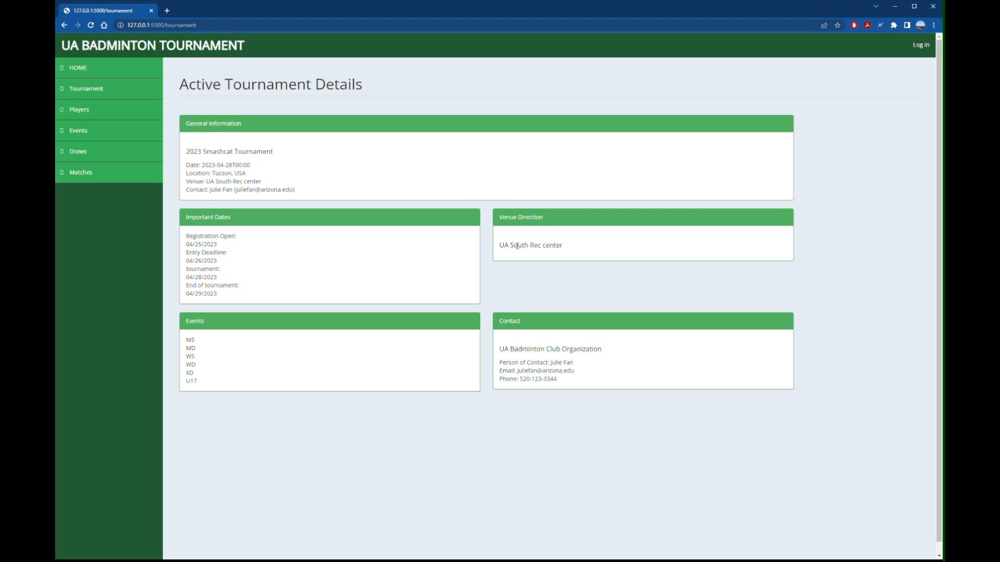 127.0.0.1:5000/tournament
127.0.0.1:5000/tournament
UA BADMINTON TOURNAMENT
Log In
HOME
Tournament
Players
Events
Draws
Matches
Active Tournament Details
General Information
2023 Smashcat Tournament
Date: 2023-04-28T00:00
Location: Tucson, USA
Venue: UA South Rec center
Contact: Julie Fan (juliefan@arizona.edu)
Important Dates
Registration Open:
04/25/2023
Entry Deadline:
04/26/2023
tournament:
04/28/2023
End of tournament:
04/29/2023
Venue Direction
UA South Rec center
Events
MS
MD
WS
WD
XD
U17
Contact
UA Badminton Club Organization
Person of Contact: Julie Fan
Email: juliefan@arizona.edu
Phone: 520-123-3344